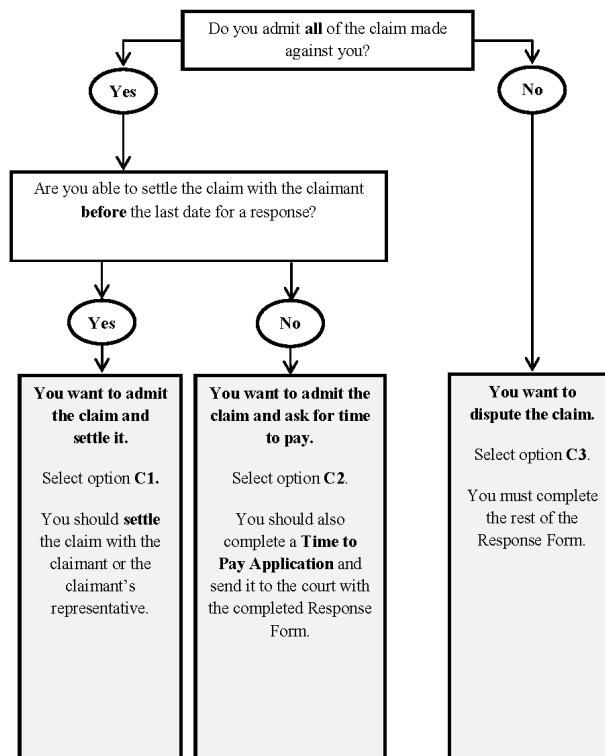 Do you admit all of the claim made
against you?
Yes
No
Are you able to settle the claim with the claimant
before the last date for a response?
Yes
No
You want to admit
the claim and
settle it.
Select option C1.
You should settle
the claim with the
claimant or the
claimant's
representative.
You want to admit the
claim and ask for time
to pay.
Select option C2.
You should also
complete a Time to
Pay Application and
send it to the court with
the completed Response
Form.
You want to
dispute the claim.
Select option C3.
You must complete
the rest of the
Response Form.